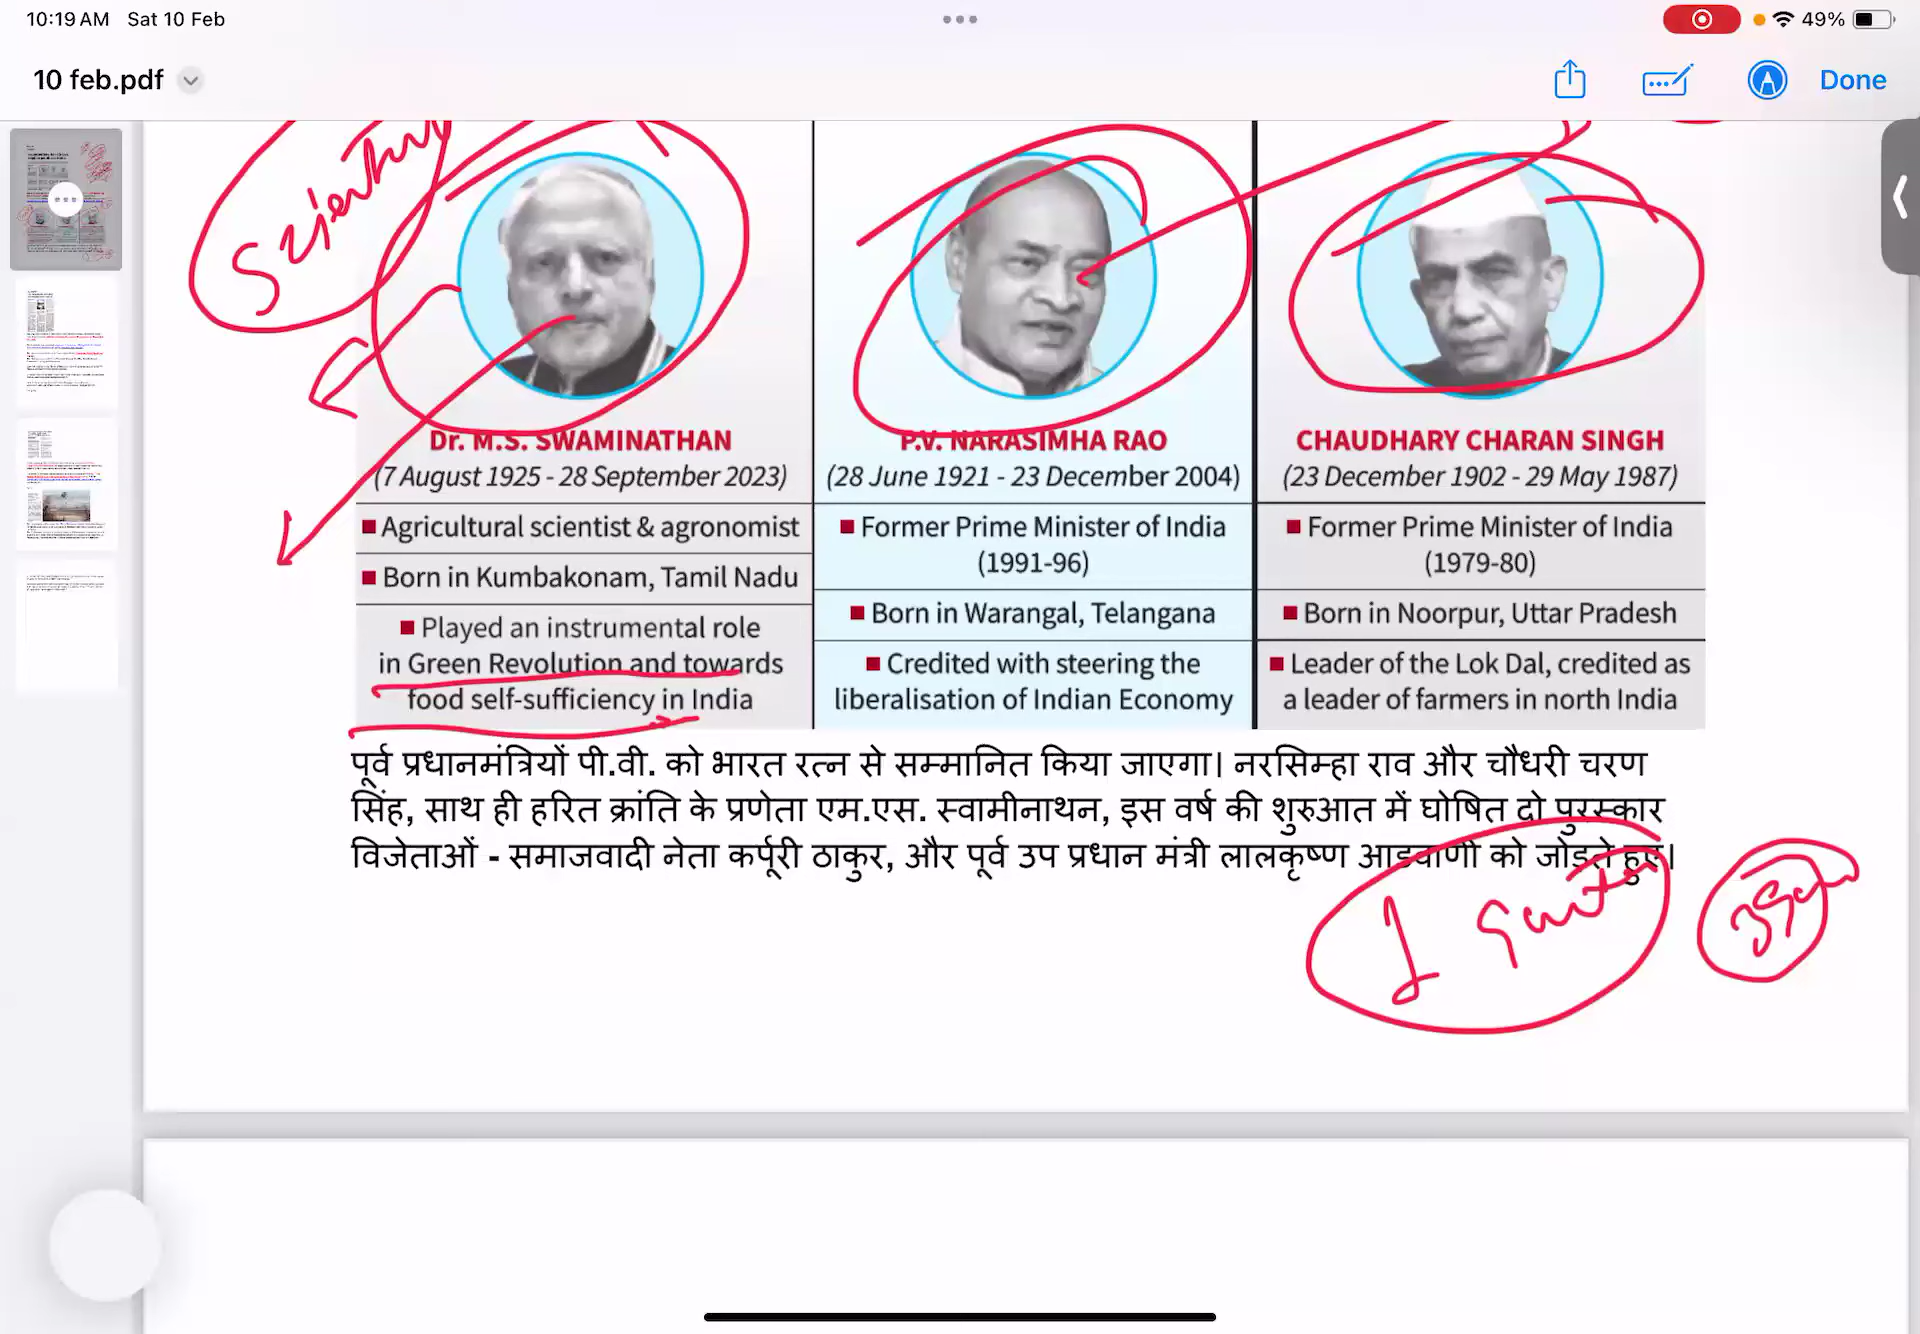 10:19 AM Sat 10 Feb
49%
10 feb.pdf
Done
Scientist
Dr. M.S. SWAMINATHAN
(7 August 1925 - 28 September 2023)
Agricultural scientist & agronomist
Born in Kumbakonam, Tamil Nadu
Played an instrumental role
in Green Revolution and towards
food self-sufficiency in India
P.V. NARASIMHA RAO
(28 June 1921 - 23 December 2004)
Former Prime Minister of India
(1991-96)
Born in Warangal, Telangana
Credited with steering the
liberalisation of Indian Economy
CHAUDHARY CHARAN SINGH
(23 December 1902 - 29 May 1987)
Former Prime Minister of India
(1979-80)
Born in Noorpur, Uttar Pradesh
Leader of the Lok Dal, credited as
a leader of farmers in north India
पूर्व प्रधानमंत्रियों पी.वी. को भारत रत्न से सम्मानित किया जाएगा। नरसिम्हा राव और चौधरी चरण
सिंह, साथ ही हरित क्रांति के प्रणेता एम.एस. स्वामीनाथन, इस वर्ष की शुरुआत में घोषित दो पुरस्कार
विजेताओं - समाजवादी नेता कर्पूरी ठाकुर, और पूर्व उप प्रधान मंत्री लालकृष्ण आडवाणी को जोड़ते हुए।